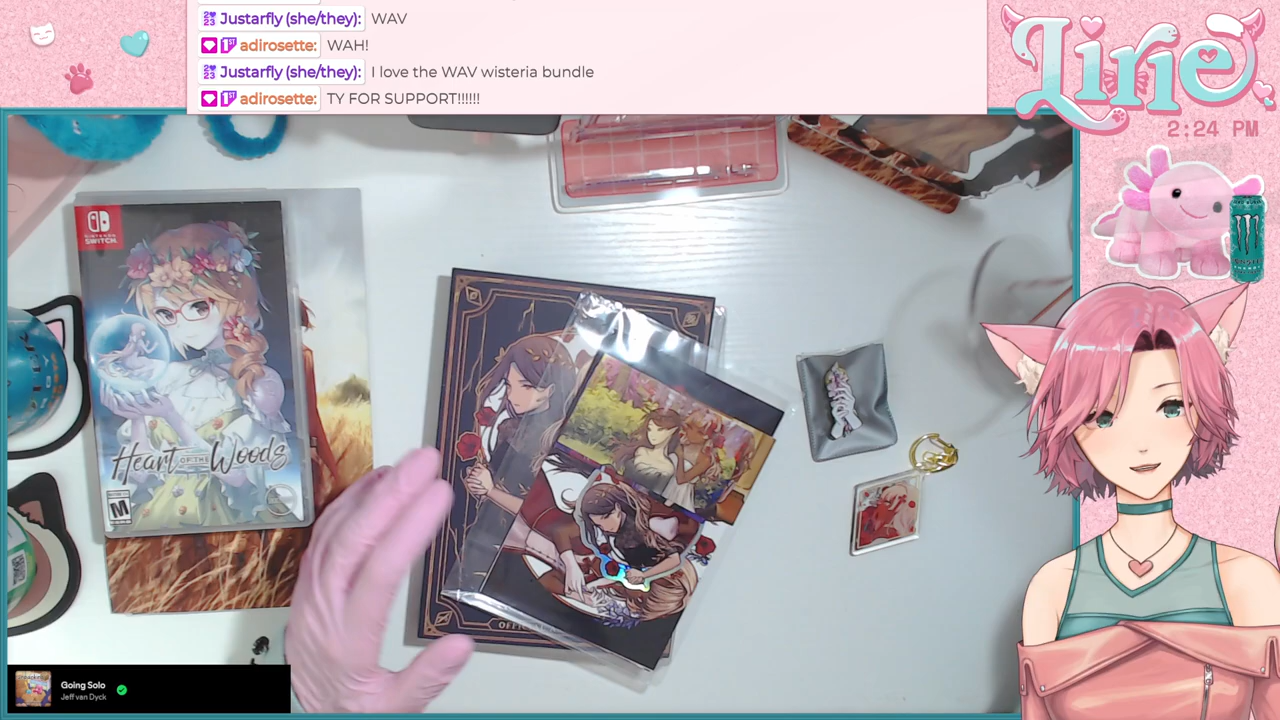 Justarfly (she/they): WAV
adirosette: WAH!
Justarfly (she/they): I love the WAV wisteria bundle
adirosette: TY FOR SUPPORT!!!!!!
Lirie
2:24 PM
NINTENDO
SWITCH
HEART OF THE WOODS
M
Going Solo
Jeff van Dyck